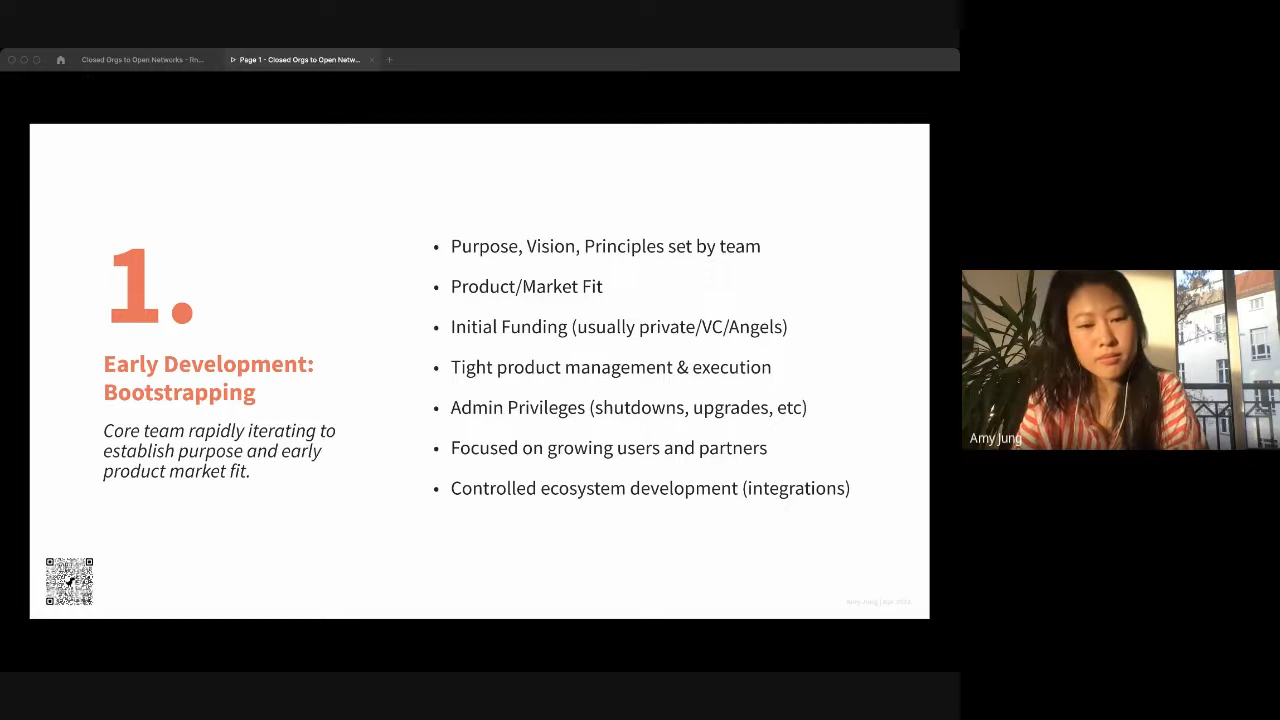 Closed Orgs to Open Networks - Rn...
Page 1 - Closed Orgs to Open Netw...
1.
Early Development:
Bootstrapping
Core team rapidly iterating to
establish purpose and early
product market fit.
• Purpose, Vision, Principles set by team
• Product/Market Fit
• Initial Funding (usually private/VC/Angels)
• Tight product management & execution
• Admin Privileges (shutdowns, upgrades, etc)
• Focused on growing users and partners
• Controlled ecosystem development (integrations)
Amy Jung |
Amy Jung